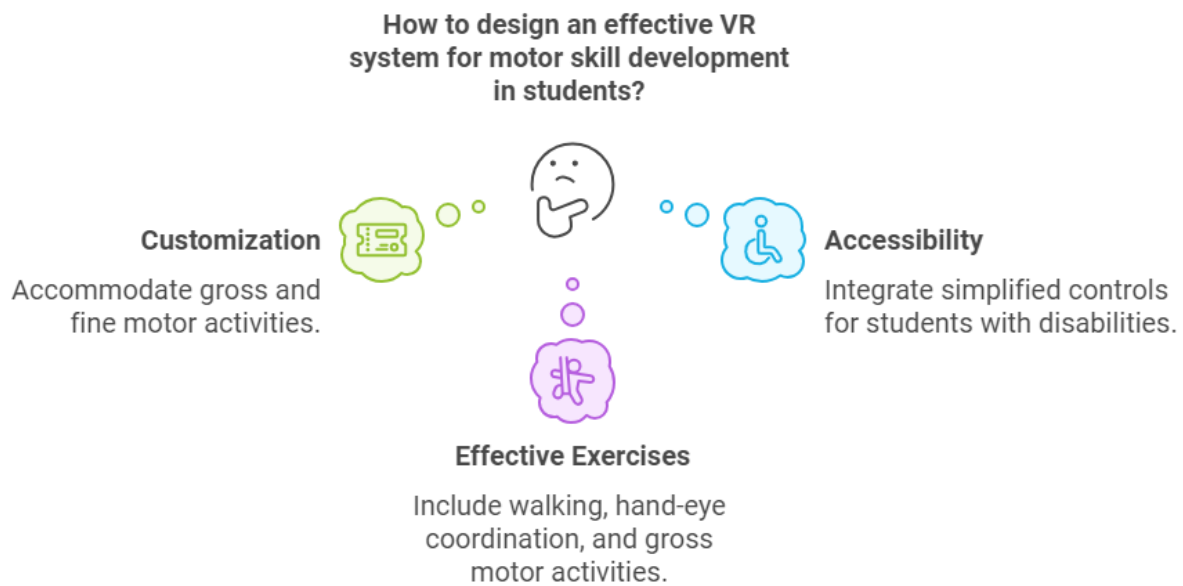 How to design an effective VR
system for motor skill development
in students?
Customization
Accommodate gross and
fine motor activities.
Accessibility
Integrate simplified controls
for students with disabilities.
Effective Exercises
Include walking, hand-eye
coordination, and gross
motor activities.